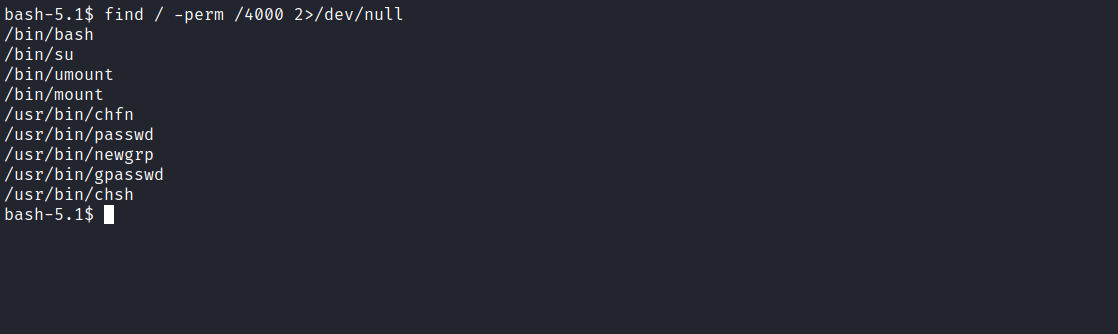 bash-5.1$ find / -perm /4000 2>/dev/null
/bin/bash
/bin/su
/bin/umount
/bin/mount
/usr/bin/chfn
/usr/bin/passwd
/usr/bin/newgrp
/usr/bin/gpasswd
/usr/bin/chsh
bash-5.1$